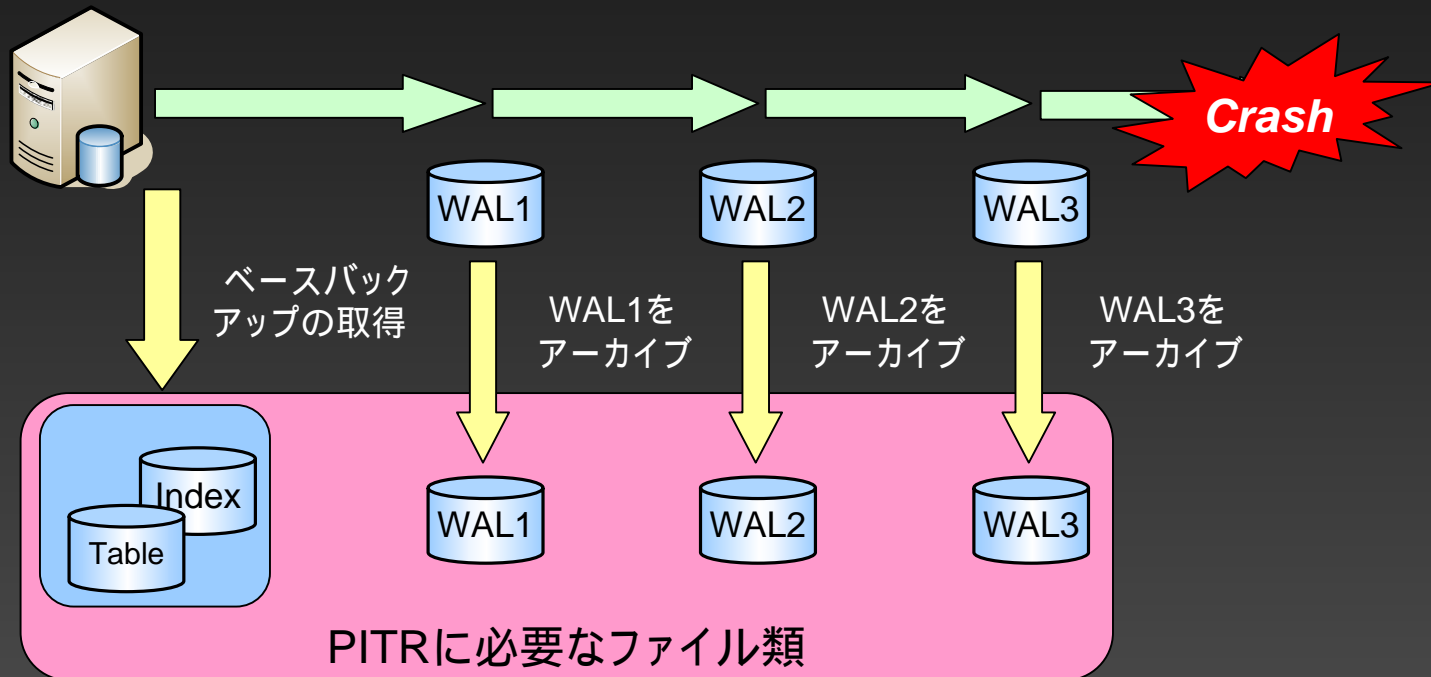 Crash
WAL1
WAL2
WAL3
ベースバック
アップの取得
WAL1を
アーカイブ
WAL2を
アーカイブ
WAL3を
アーカイブ
Index
Table
WAL1
WAL2
WAL3
PITRに必要なファイル類